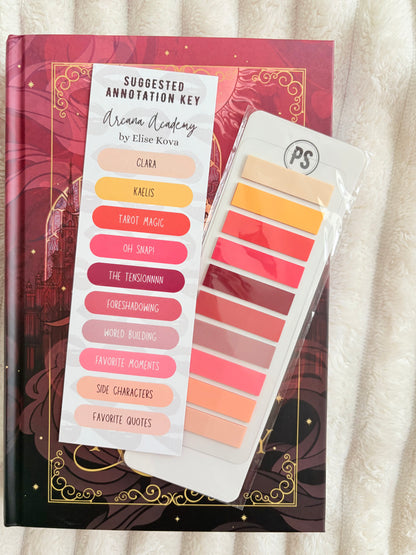 SUGGESTED
ANNOTATION KEY
Arcana Academy
by Elise Kova
CLARA
KAELIS
TAROT MAGIC
OH SNAP!
THE TENSIONNNN
FORESHADOWING
WORLD BUILDING
FAVORITE MOMENTS
SIDE CHARACTERS
FAVORITE QUOTES
PS